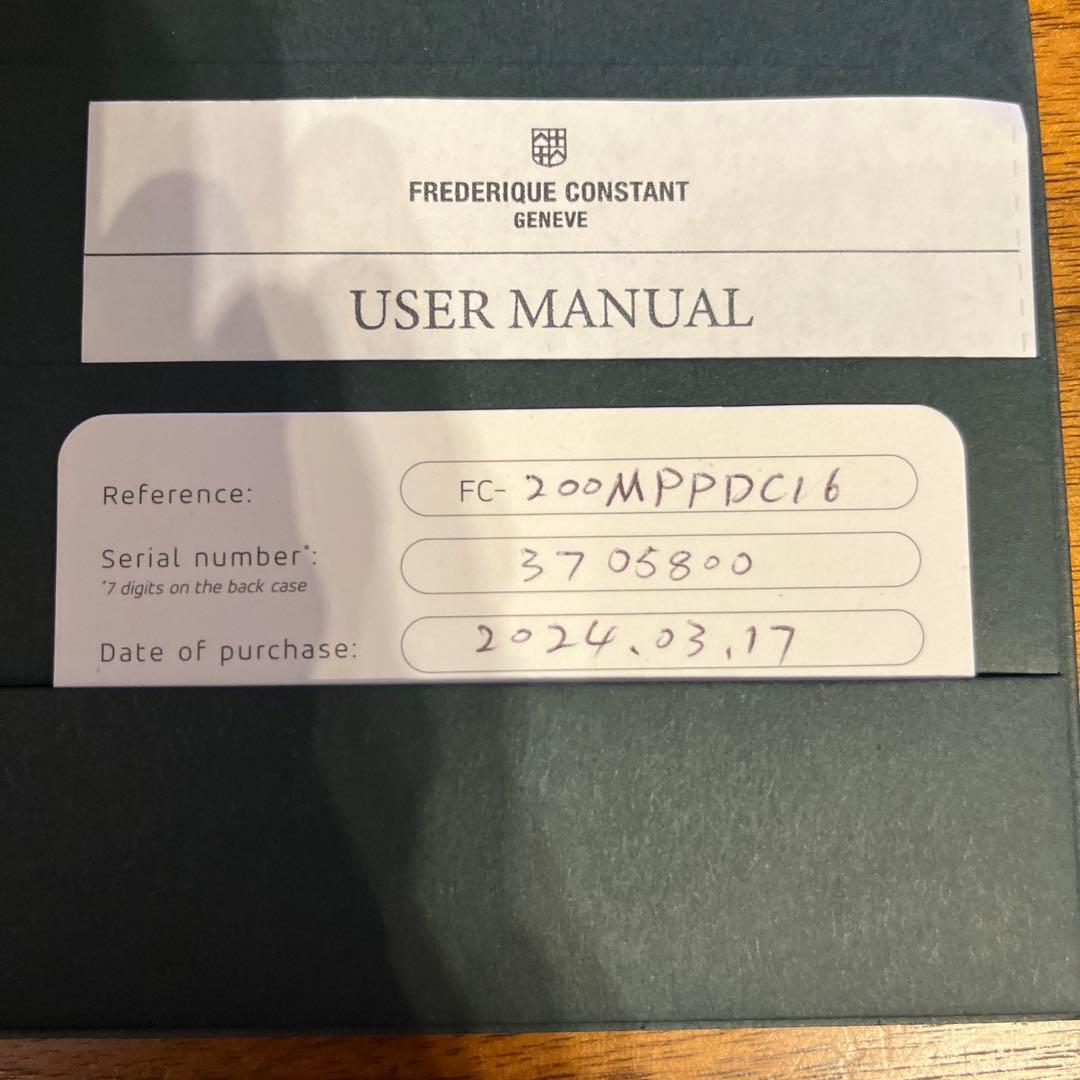 FREDERIQUE CONSTANT
GENEVE
USER MANUAL
Reference: FC- 200MPPDC16
Serial number*: 3705800
*7 digits on the back case
Date of purchase: 2024.03.17